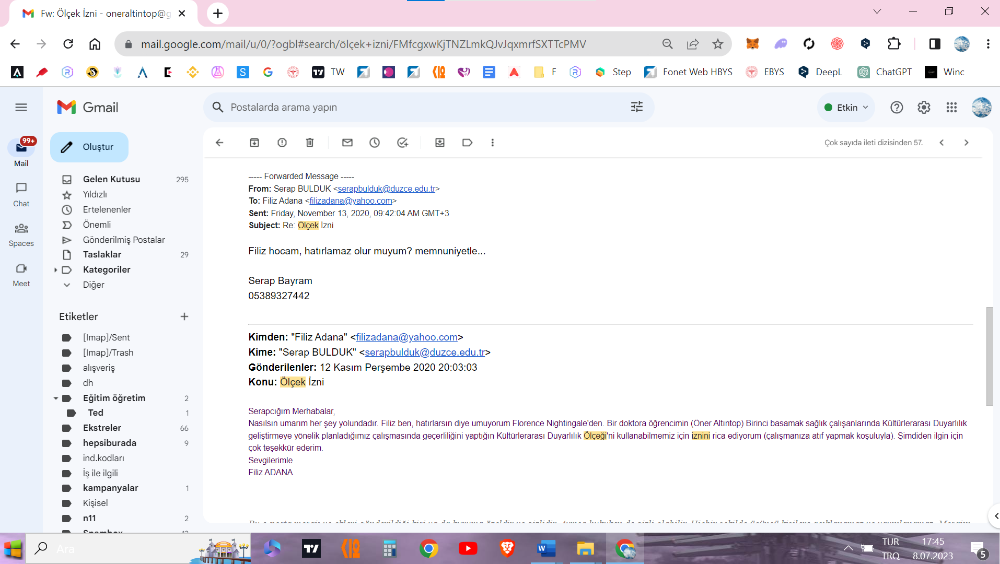 Fw: Ölçek İzni - oneraltintop@g
mail.google.com/mail/u/0/?ogbl#search/ölçek+izni/FMfcgxwKjTNZLmkQJvJqxmrfSXTTcPMV
TW
F
Step
Fonet Web HBYS
EBYS
DeepL
ChatGPT
Winc
Gmail
Postalarda arama yapın
Etkin
99+
Mail
Chat
Spaces
Meet
Oluştur
Gelen Kutusu 295
Yıldızlı
Ertelenenler
Önemli
Gönderilmiş Postalar
Taslaklar 29
Kategoriler
Diğer
Etiketler
[Imap]/Sent
[Imap]/Trash
alışveriş
dh
Eğitim öğretim 2
Ted 1
Ekstreler 66
hepsiburada 9
ind.kodları
İş ile ilgili
kampanyalar 1
Kişisel
n11 2
Çok sayıda ileti dizisinden 57.
----- Forwarded Message -----
From: Serap BULDUK <serapbulduk@duzce.edu.tr>
To: Filiz Adana <filizadana@yahoo.com>
Sent: Friday, November 13, 2020, 09:42:04 AM GMT+3
Subject: Re: Ölçek İzni
Filiz hocam, hatırlamaz olur muyum? memnuniyetle...
Serap Bayram
05389327442
Kimden: "Filiz Adana" <filizadana@yahoo.com>
Kime: "Serap BULDUK" <serapbulduk@duzce.edu.tr>
Gönderilenler: 12 Kasım Perşembe 2020 20:03:03
Konu: Ölçek İzni
Serapcığım Merhabalar,
Nasılsın umarım her şey yolundadır. Filiz ben, hatırlarsın diye umuyorum Florence Nightingale'den. Bir doktora öğrencimin (Öner Altıntop) Birinci basamak sağlık çalışanlarında Kültürlerarası Duyarlılık
geliştirmeye yönelik planladığımız çalışmasında geçerliliğini yaptığın Kültürlerarası Duyarlılık Ölçeği'ni kullanabilmemiz için iznini rica ediyorum (çalışmanıza atıf yapmak koşuluyla). Şimdiden ilgin için
çok teşekkür ederim.
Sevgilerimle
Filiz ADANA
Ara
TUR
TRQ
17:45
8.07.2023
5